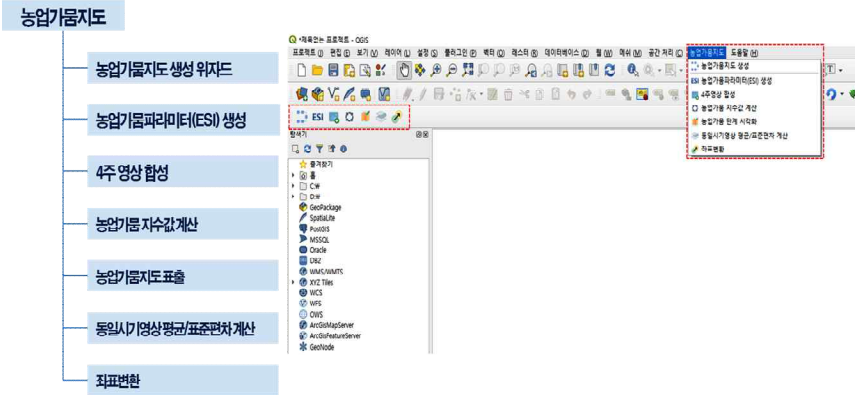 농업가뭄지도
농업가뭄지도 생성 위자드
농업가뭄파라미터(ESI) 생성
4주 영상 합성
농업가뭄 지수값 계산
농업가뭄지도 표출
동일시기영상 평균/표준편차 계산
좌표변환
*제목없는 프로젝트 - QGIS
프로젝트 (J) 편집 (E) 보기 (V) 레이어 (L) 설정 (S) 플러그인 (P) 벡터 (O) 래스터 (R) 데이터베이스 (D) 웹 (W) 메쉬 (M) 공간 처리 (C) 농업가뭄지도 도움말 (H)
농업가뭄지도 생성
ESI 농업가뭄파라미터(ESI) 생성
4주영상 합성
농업가뭄 지수값 계산
농업가뭄 단계 시각화
동일시기영상 평균/표준편차 계산
좌표변환
ESI
탐색기
즐겨찾기
홈
C:₩
D:₩
GeoPackage
SpatiaLite
PostGIS
MSSQL
Oracle
DB2
WMS/WMTS
XYZ Tiles
WCS
WFS
OWS
ArcGisMapServer
ArcGisFeatureServer
GeoNode